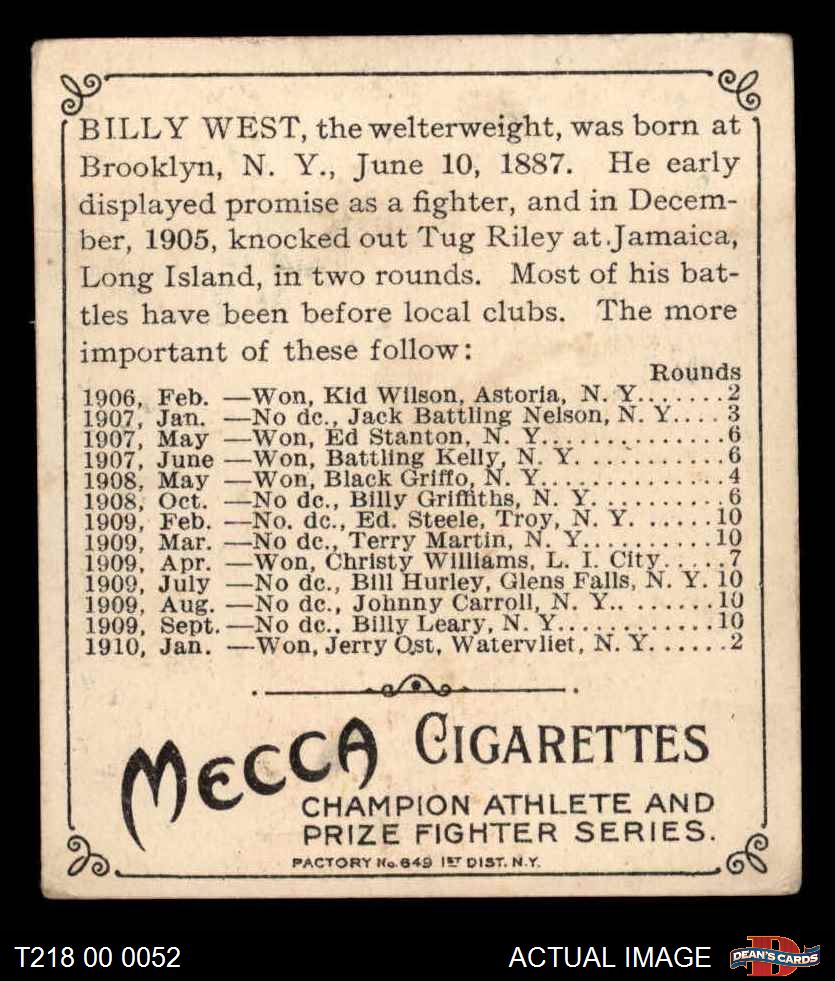 BILLY WEST, the welterweight, was born at
Brooklyn, N. Y., June 10, 1887. He early
displayed promise as a fighter, and in Decem-
ber, 1905, knocked out Tug Riley at Jamaica,
Long Island, in two rounds. Most of his bat-
tles have been before local clubs. The more
important of these follow:
Rounds
1906, Feb. —Won, Kid Wilson, Astoria, N. Y.......2
1907, Jan. —No dc., Jack Battling Nelson, N. Y....3
1907, May —Won, Ed Stanton, N. Y..............6
1907, June —Won, Battling Kelly, N. Y. ..........6
1908, May —Won, Black Griffo, N. Y.............4
1908, Oct. —No dc., Billy Griffiths, N. Y. .........6
1909, Feb. —No. dc., Ed. Steele, Troy, N. Y. ......10
1909, Mar. —No dc., Terry Martin, N. Y..........10
1909, Apr. —Won, Christy Williams, L. I. City.....7
1909, July —No dc., Bill Hurley, Glens Falls, N. Y. 10
1909, Aug. —No dc., Johnny Carroll, N. Y.. .......10
1909, Sept.—No dc., Billy Leary, N. Y............10
1910, Jan. —Won, Jerry Ost, Watervliet, N. Y......2
MECCA CIGARETTES
CHAMPION ATHLETE AND
PRIZE FIGHTER SERIES.
FACTORY No. 649 1ST DIST. N.Y.
T218 00 0052
ACTUAL IMAGE
D
DEAN'S CARDS